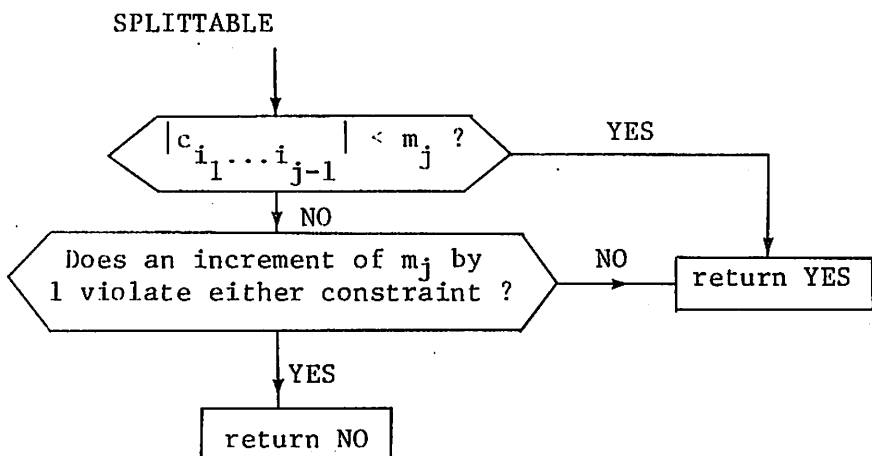 SPLITTABLE
|c_{i_1...i_{j-1}}| < m_j ?
YES
NO
Does an increment of m_j by
1 violate either constraint ?
NO
return YES
YES
return NO